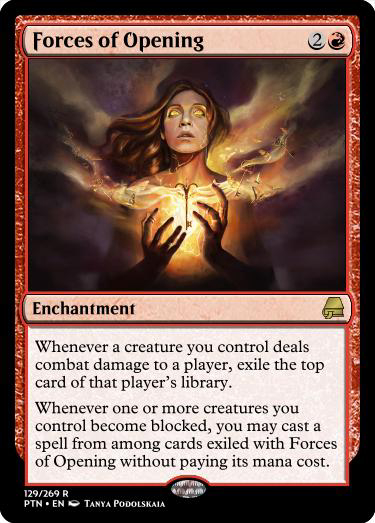 Forces of Opening 2
Enchantment
Whenever a creature you control deals
combat damage to a player, exile the top
card of that player's library.
Whenever one or more creatures you
control become blocked, you may cast a
spell from among cards exiled with Forces
of Opening without paying its mana cost.
129/269 R
PTN • EN Tanya Podolskaia